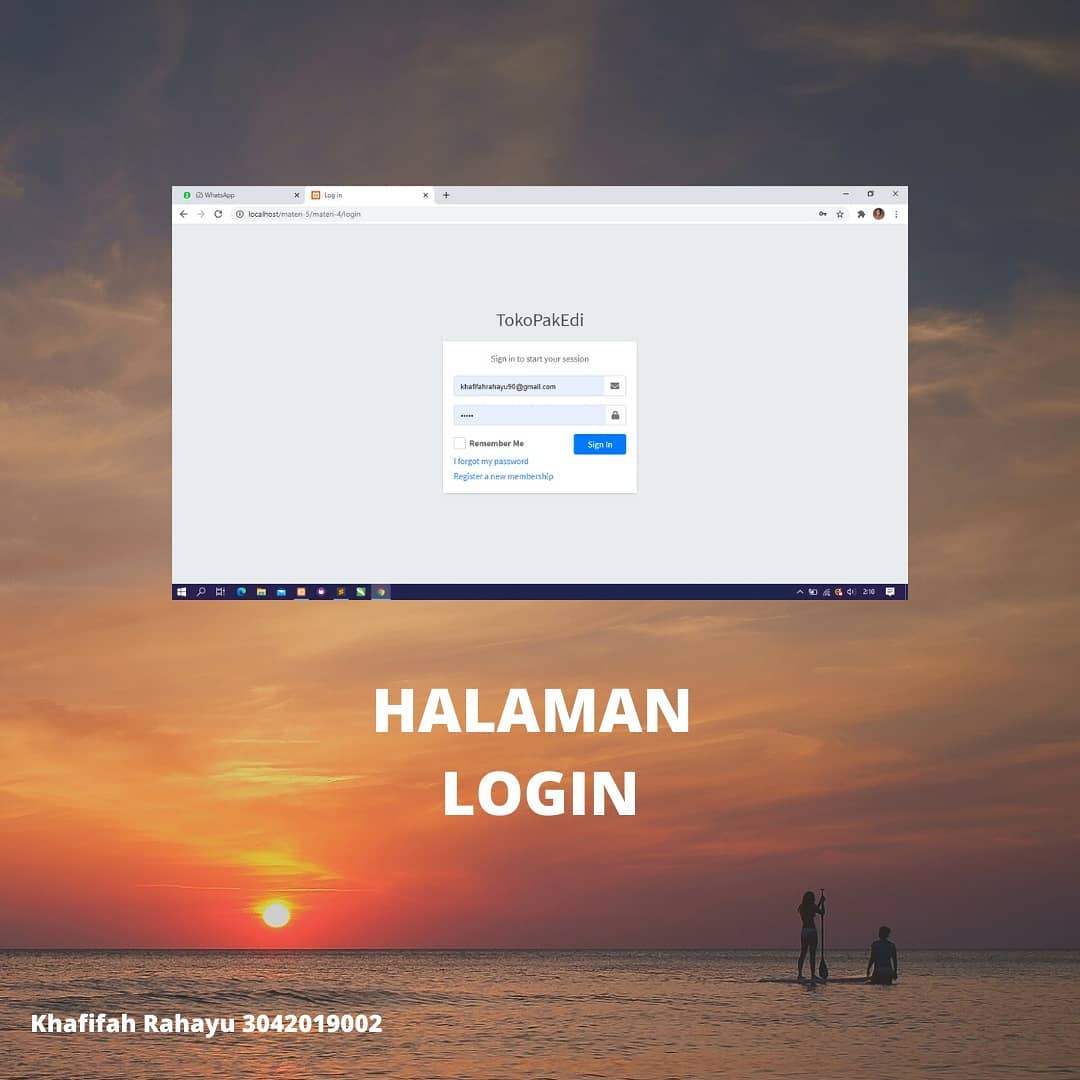 WhatsApp
Log in
localhost/materi-5/materi-4/login
TokoPakEdi
Sign in to start your session
khafifahrahayu90@gmail.com
•••••
Remember Me
Sign In
I forgot my password
Register a new membership
2:10
HALAMAN
LOGIN
Khafifah Rahayu 3042019002